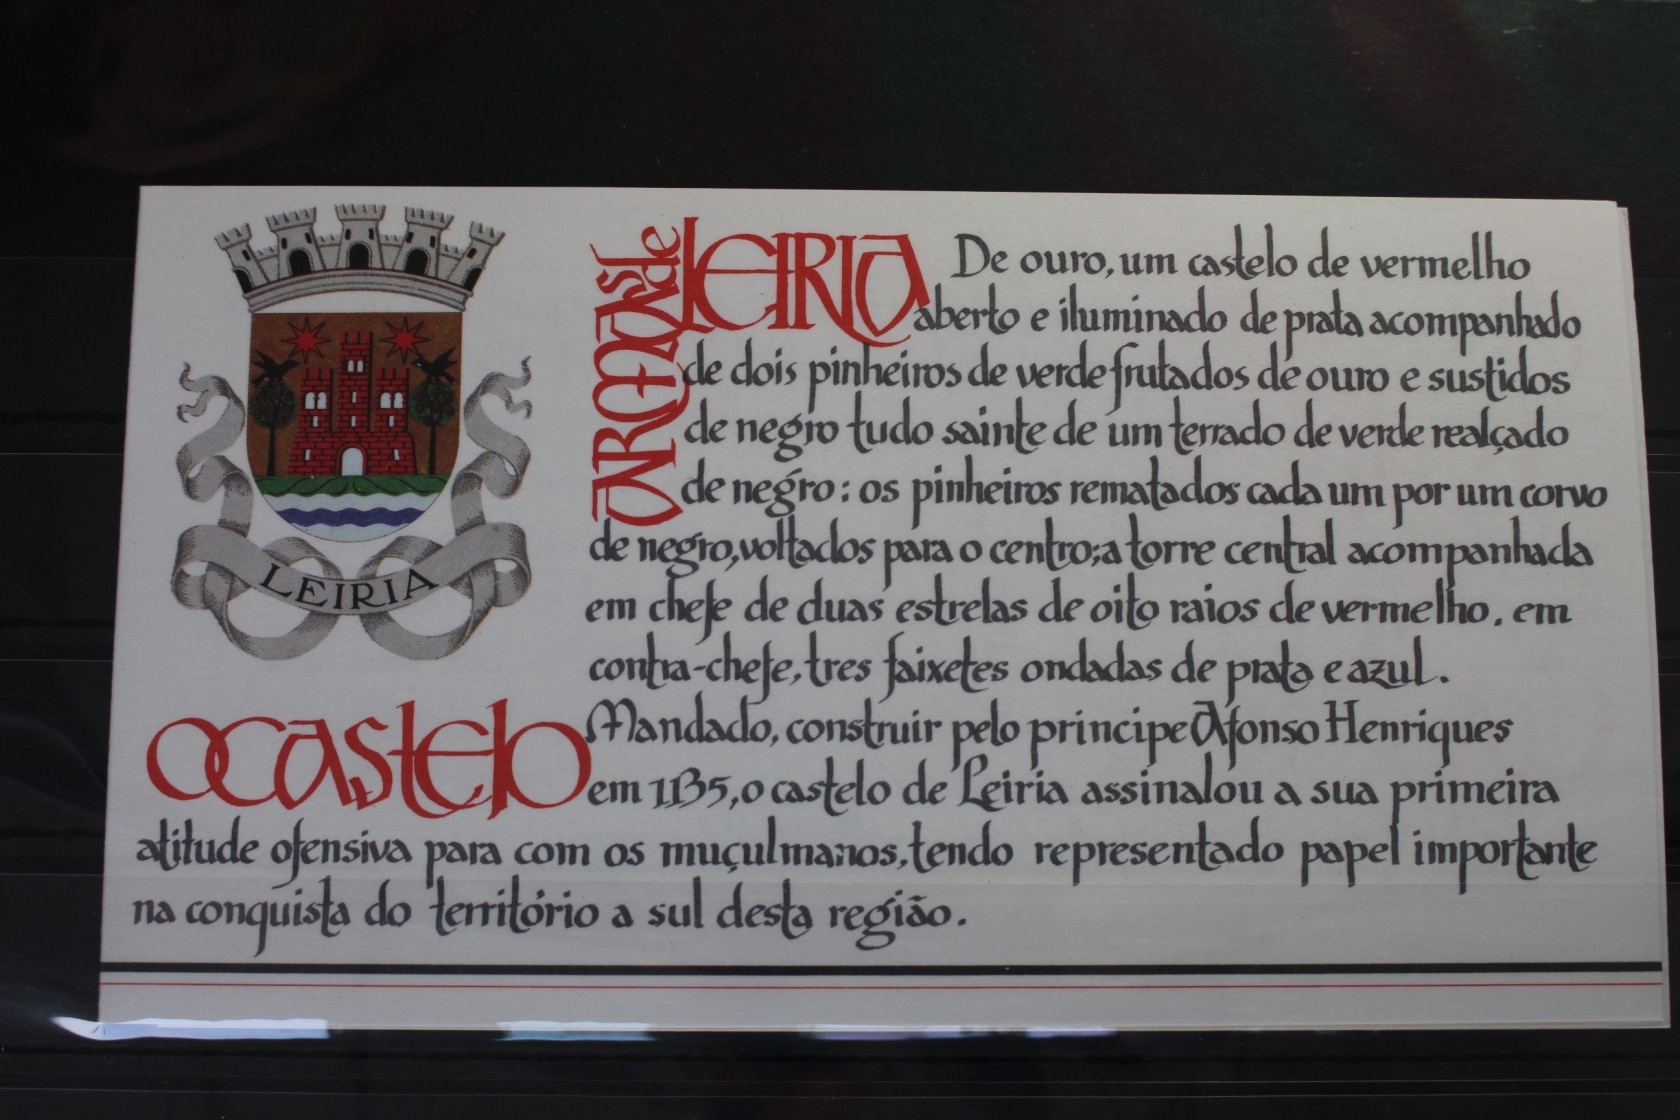 LEIRIA
ARMAS de LEIRIA De ouro, um castelo de vermelho
aberto e iluminado de prata acompanhado
de dois pinheiros de verde frutados de ouro e sustidos
de negro tudo sainte de um terrado de verde realçado
de negro: os pinheiros rematados cada um por um corvo
de negro, voltados para o centro; a torre central acompanhada
em chefe de duas estrelas de oito raios de vermelho, em
contra-chefe, tres faixetes ondadas de prata e azul.
O CASTELO Mandado, construir pelo principe Afonso Henriques
em 1135, o castelo de Leiria assinalou a sua primeira
atitude ofensiva para com os muçulmanos, tendo representado papel importante
na conquista do território a sul desta região.